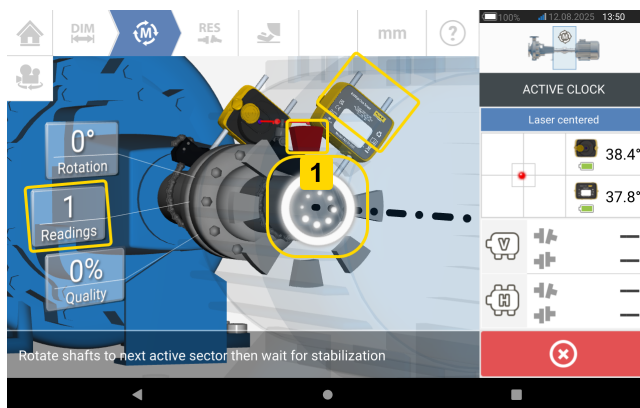 DIM
M
RES
mm
?
100%
12.08.2025 13:50
ACTIVE CLOCK
Laser centered
38.4°
37.8°
0°
Rotation
1
1
Readings
0%
Quality
V
H
Rotate shafts to next active sector then wait for stabilization